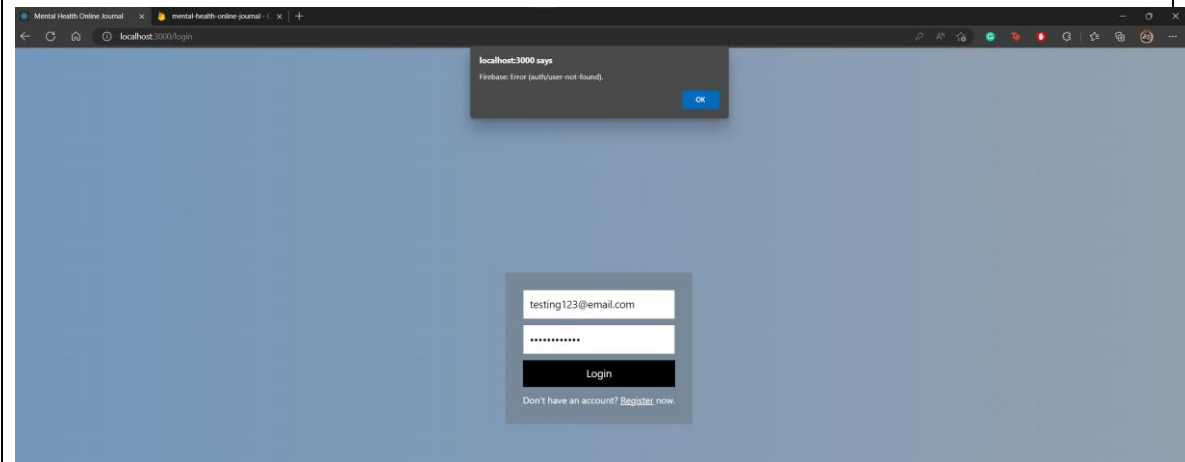 Mental Health Online Journal
mental-health-online-journal - C
localhost:3000/login
localhost:3000 says
Firebase: Error (auth/user-not-found).
OK
testing123@email.com
••••••••••••
Login
Don't have an account? Register now.